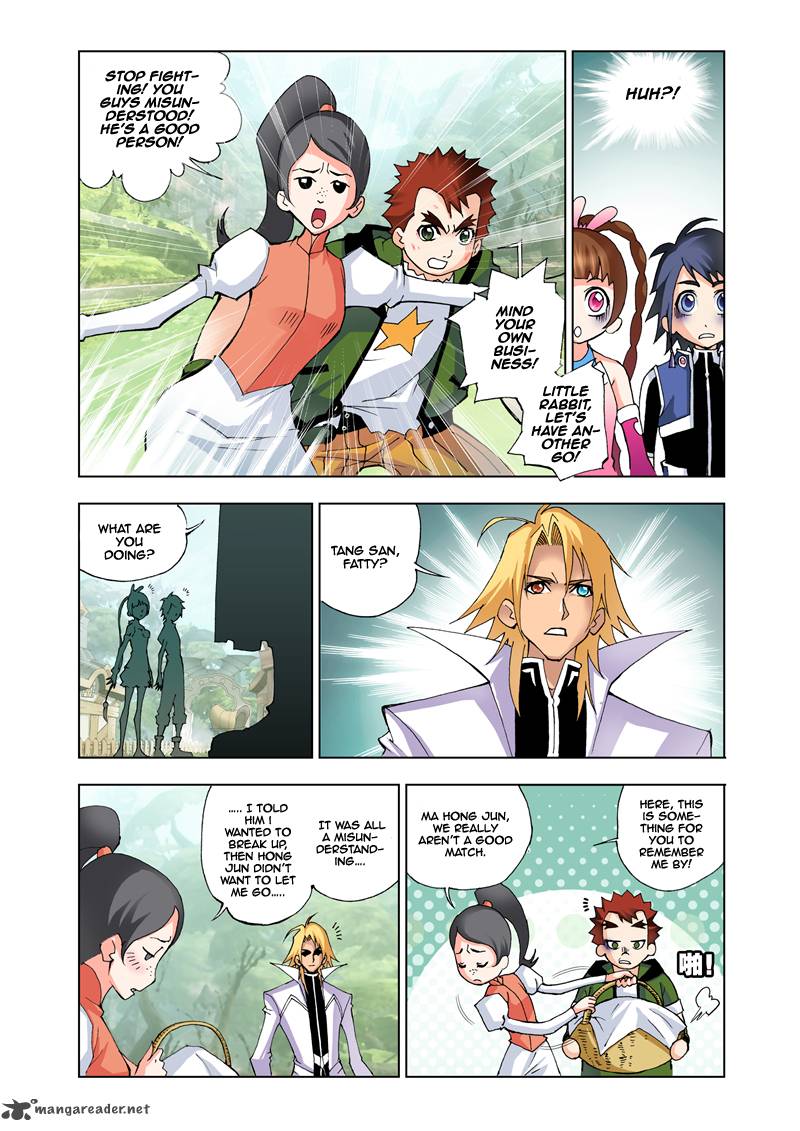 STOP FIGHT-
ING! YOU
GUYS MISUN-
DERSTOOD!
HE'S A GOOD
PERSON!
HUH?!
MIND
YOUR
OWN
BUSI-
NESS!
LITTLE
RABBIT,
LET'S
HAVE AN-
OTHER
GO!
WHAT ARE
YOU
DOING?
TANG SAN,
FATTY?
IT WAS ALL
A MISUN-
DERSTAND-
ING....
..... I TOLD
HIM I
WANTED TO
BREAK UP,
THEN HONG
JUN DIDN'T
WANT TO LET
ME GO.....
HERE, THIS
IS SOME-
THING FOR
YOU TO
REMEMBER
ME BY!
MA HONG JUN,
WE REALLY
AREN'T A GOOD
MATCH.
啪!
mangareader.net